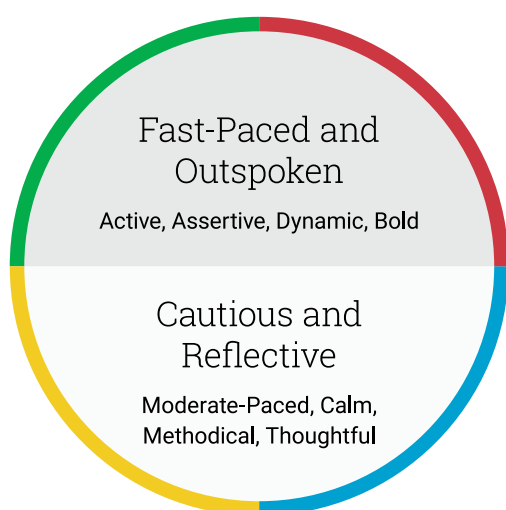 Fast-Paced and
Outspoken
Active, Assertive, Dynamic, Bold
Cautious and
Reflective
Moderate-Paced, Calm,
Methodical, Thoughtful